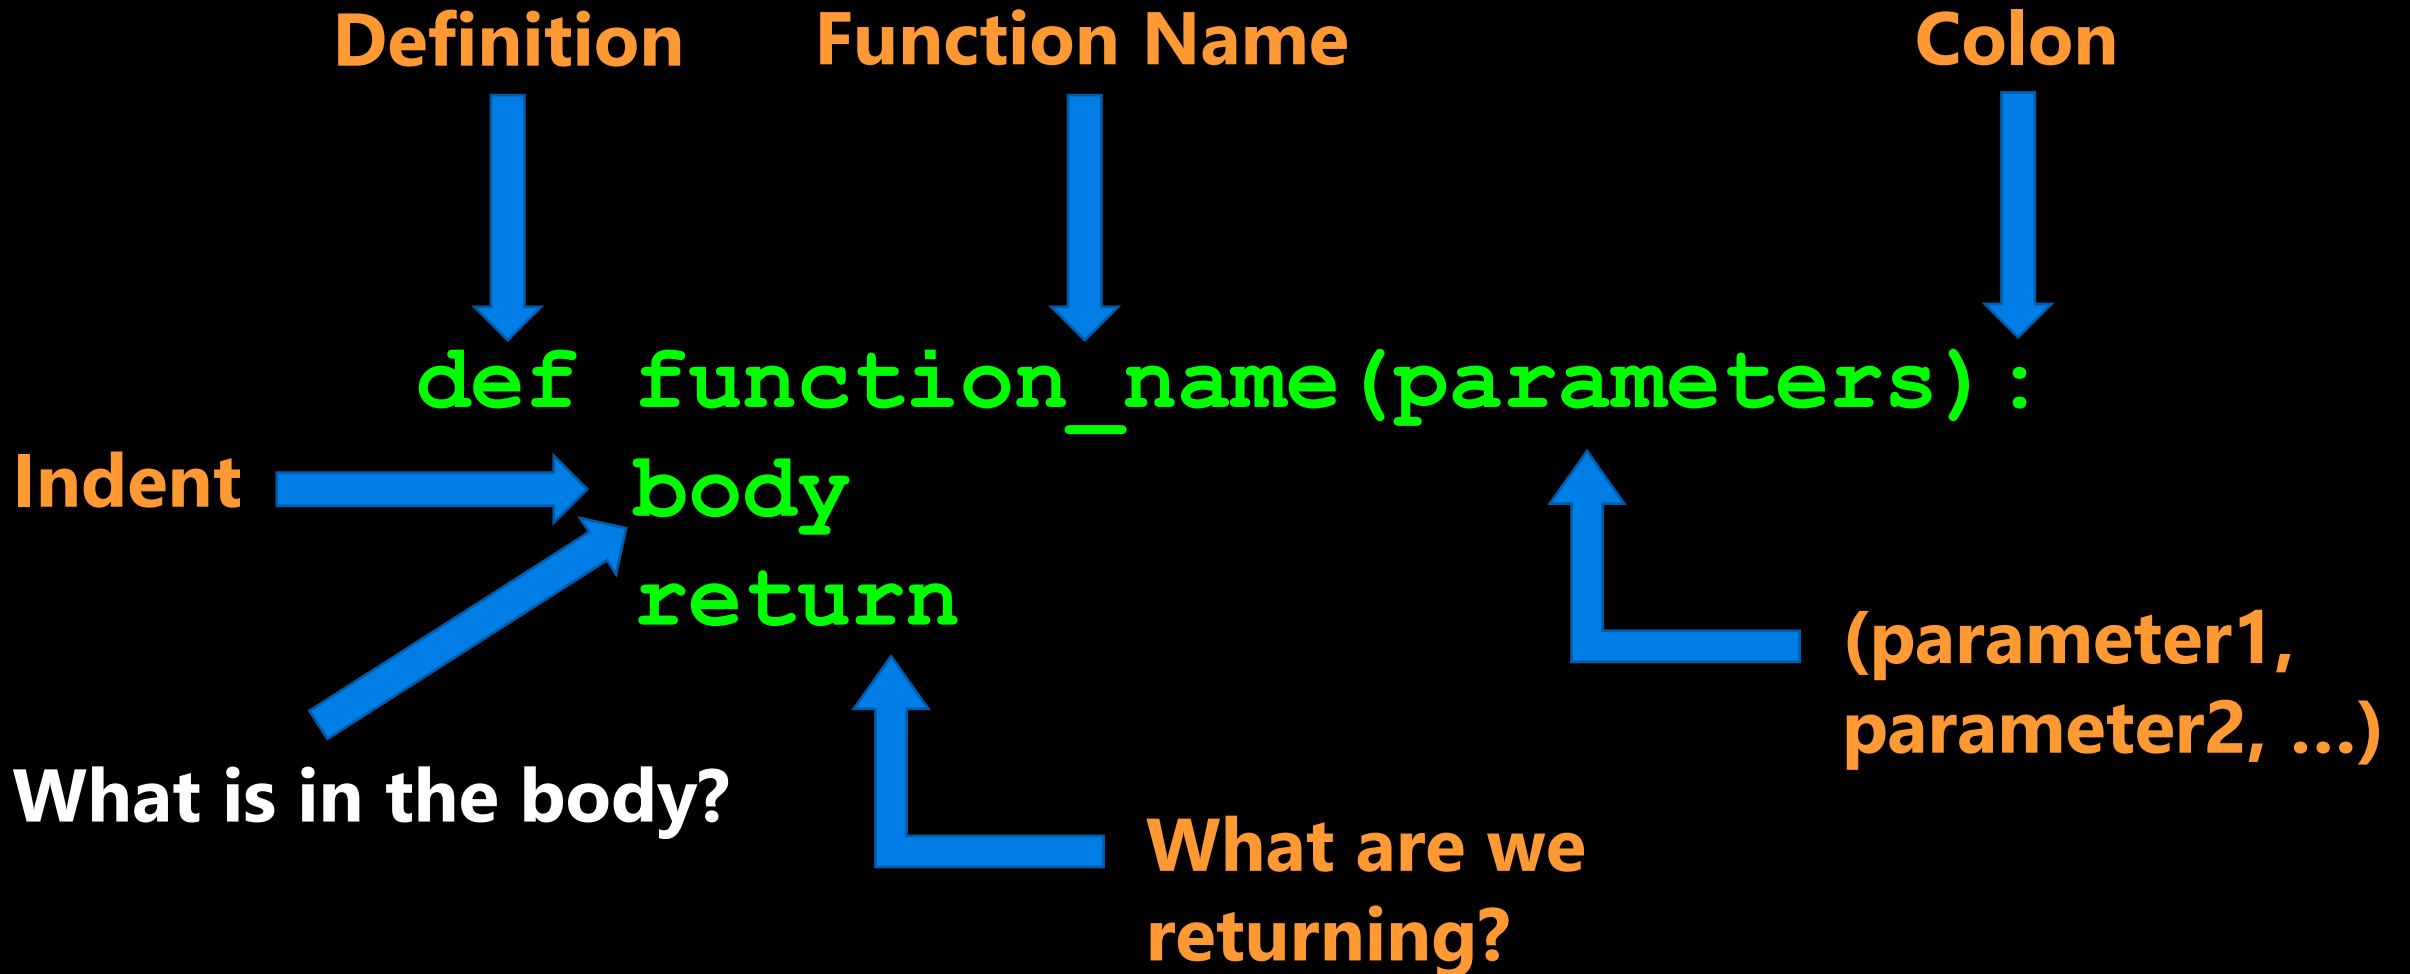 Definition
Function Name
Colon
def function_name(parameters):
Indent
body
return
(parameter1,
parameter2, ...)
What is in the body?
What are we
returning?